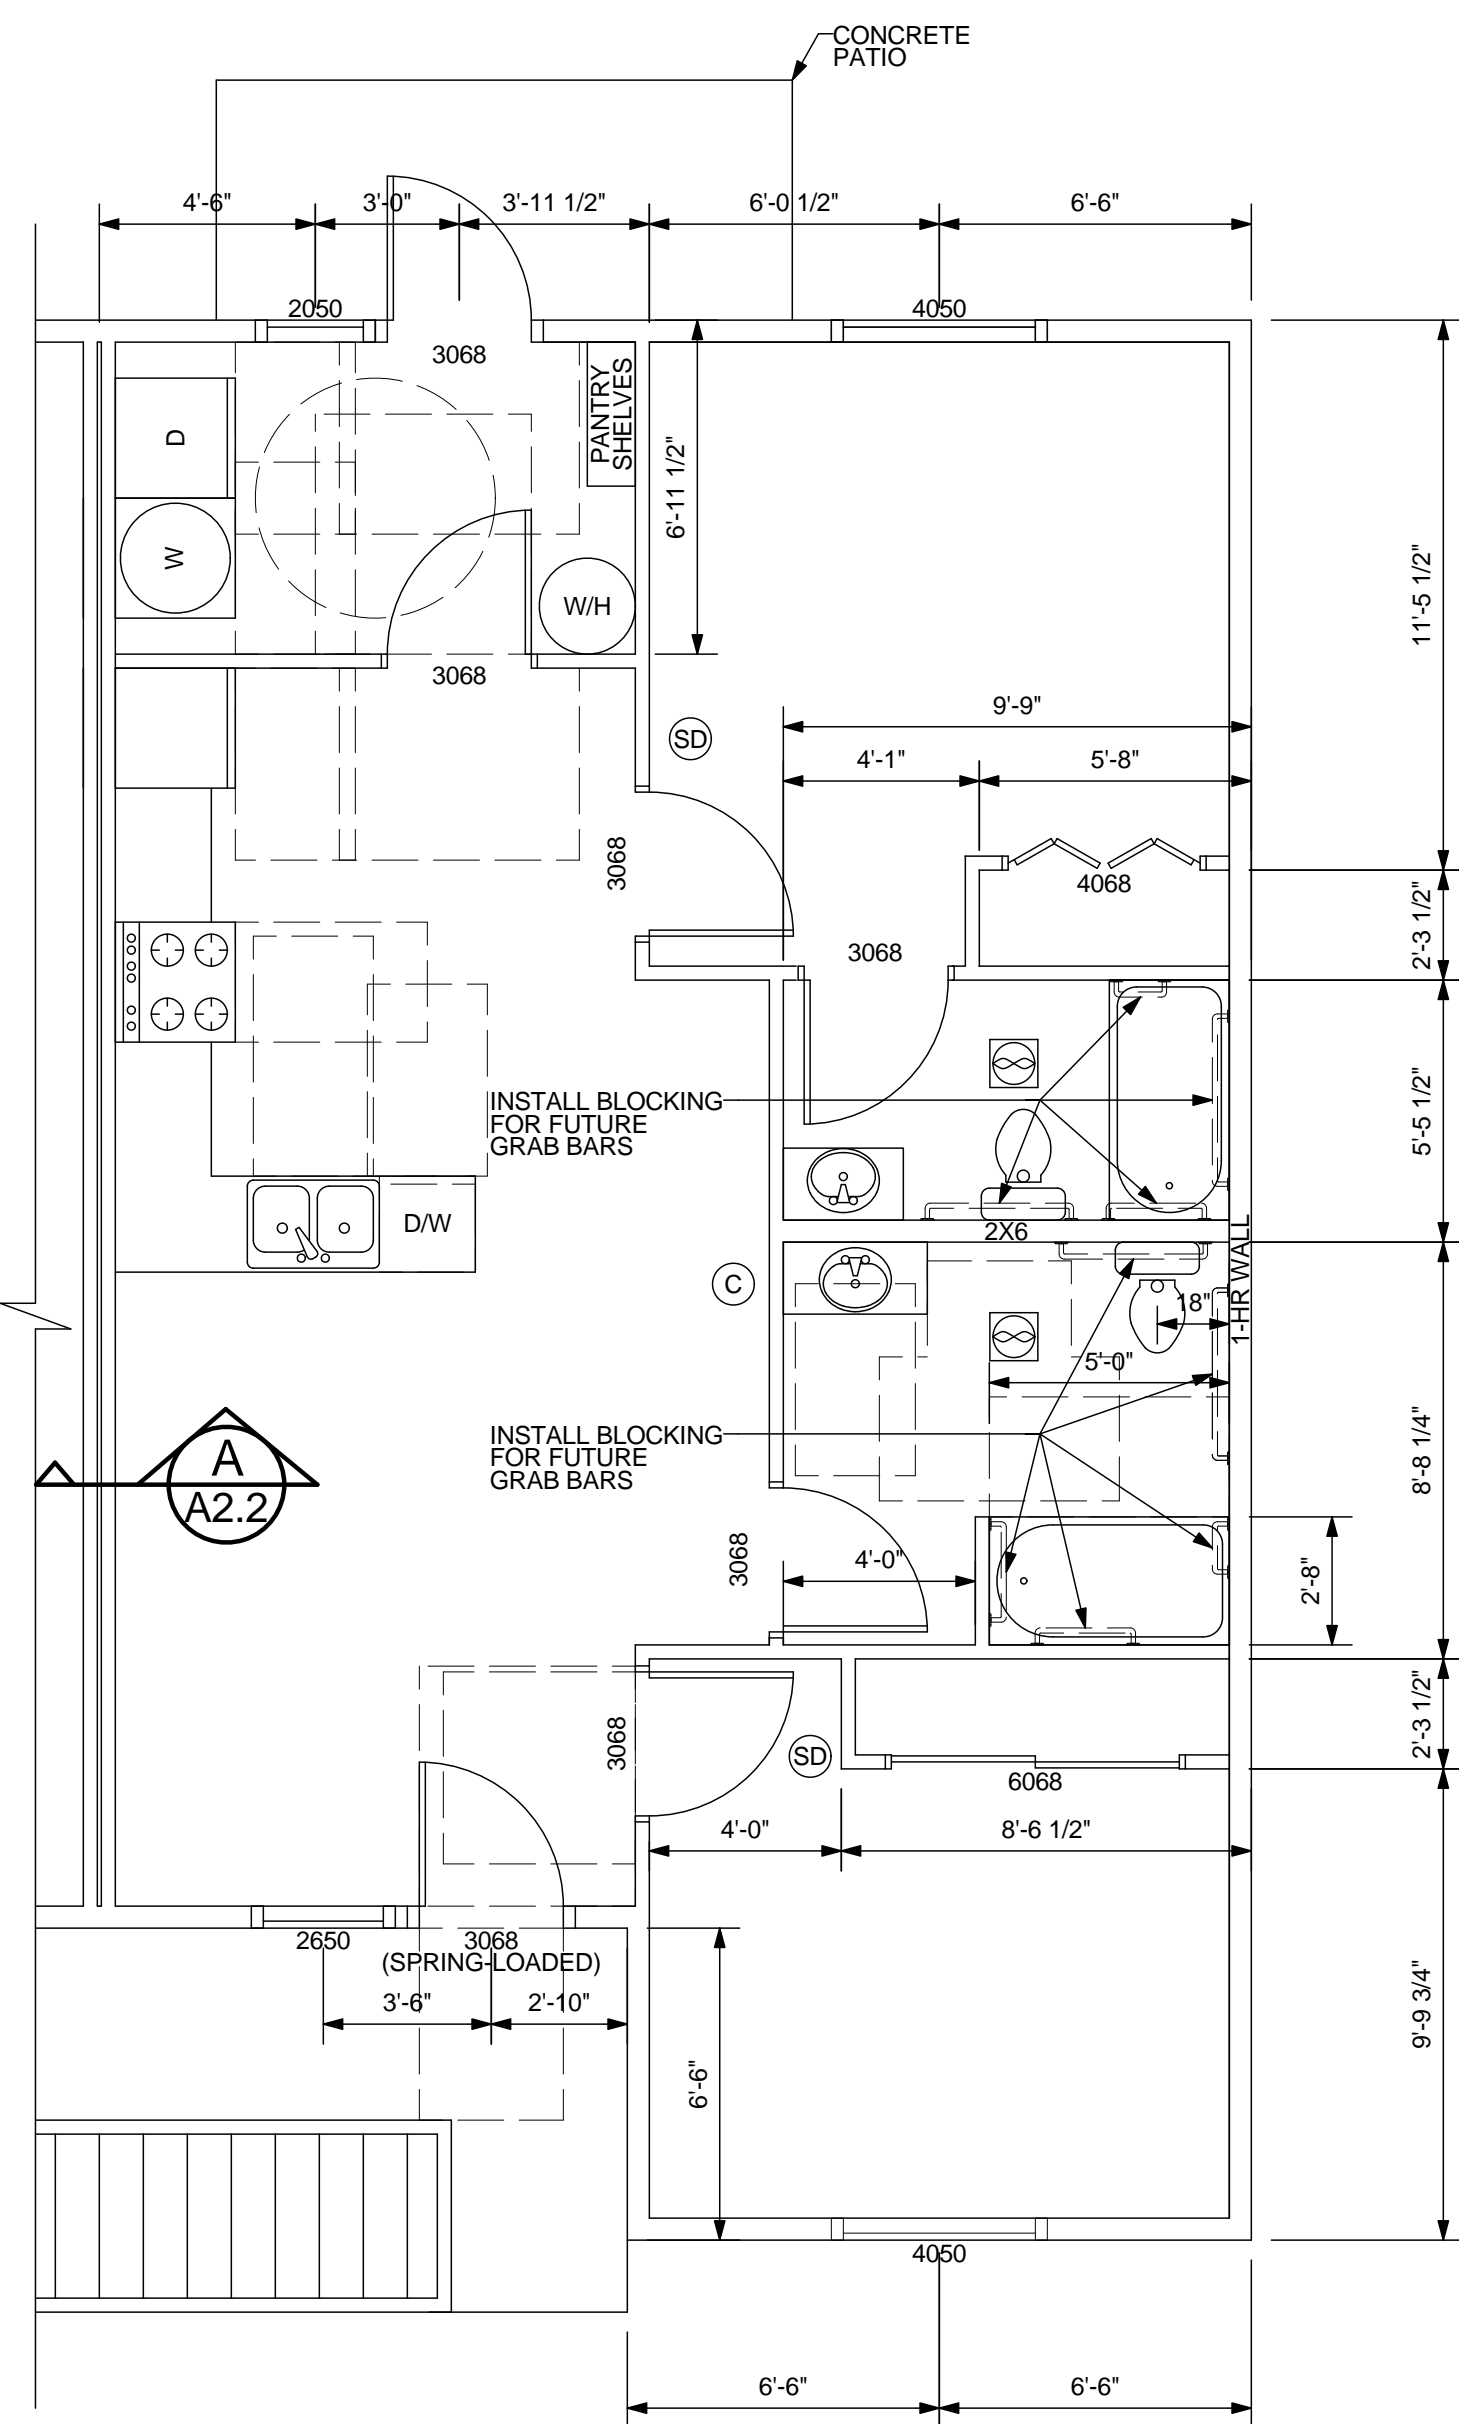 CONCRETE
PATIO
4'-6"
3'-0"
3'-11 1/2"
6'-0 1/2"
6'-6"
2050
4050
3068
PANTRY
SHELVES
D
6'-11 1/2"
W
W/H
11'-5 1/2"
3068
9'-9"
SD
4'-1"
5'-8"
3068
4068
2'-3 1/2"
3068
INSTALL BLOCKING
FOR FUTURE
GRAB BARS
5'-5 1/2"
D/W
2X6
1-HR WALL
C
18"
5'-0"
INSTALL BLOCKING
FOR FUTURE
GRAB BARS
8'-8 1/4"
A
A2.2
3068
4'-0"
2'-8"
3068
SD
2'-3 1/2"
6068
4'-0"
8'-6 1/2"
2650
3068
(SPRING-LOADED)
3'-6"
2'-10"
9'-9 3/4"
6'-6"
4050
6'-6"
6'-6"